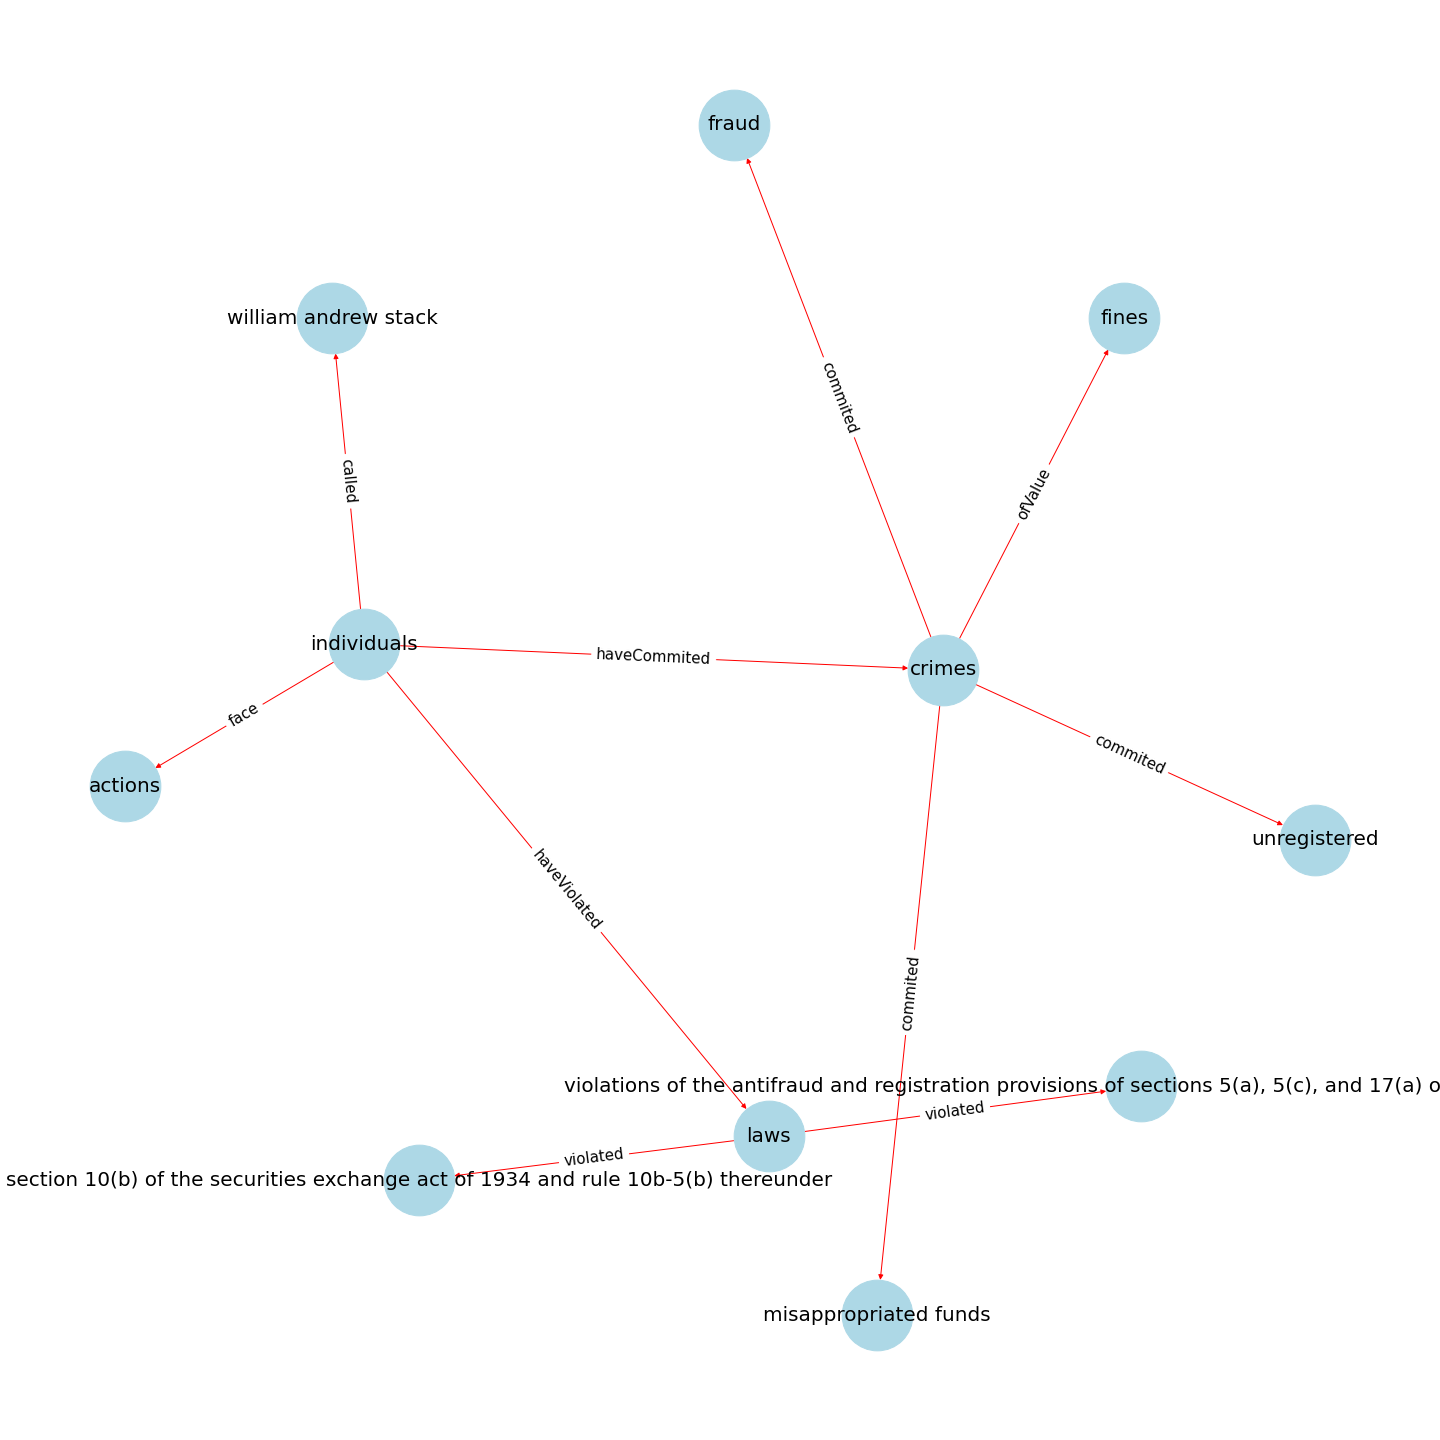 fraud
william andrew stack
fines
commited
called
ofValue
individuals
haveCommited
crimes
face
commited
actions
unregistered
haveViolated
commited
violations of the antifraud and registration provisions of sections 5(a), 5(c), and 17(a) o
violated
laws
violated
section 10(b) of the securities exchange act of 1934 and rule 10b-5(b) thereunder
misappropriated funds